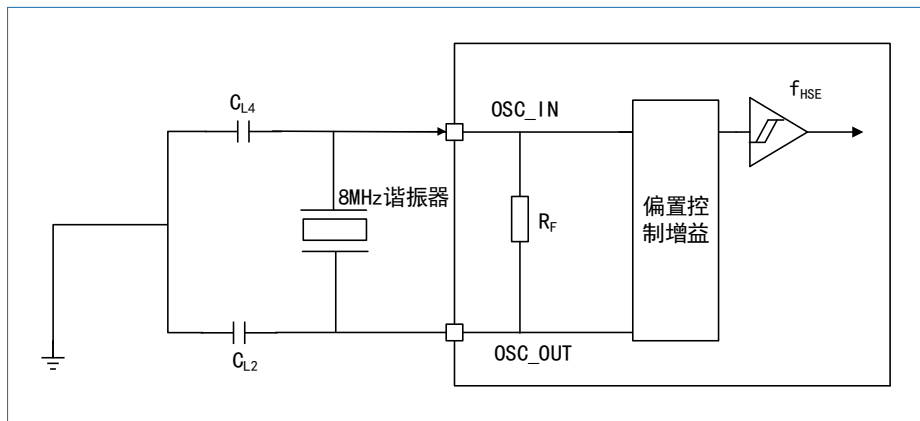 C_L4
OSC_IN
f_HSE
8MHz谐振器
R_F
偏置控
制增益
C_L2
OSC_OUT